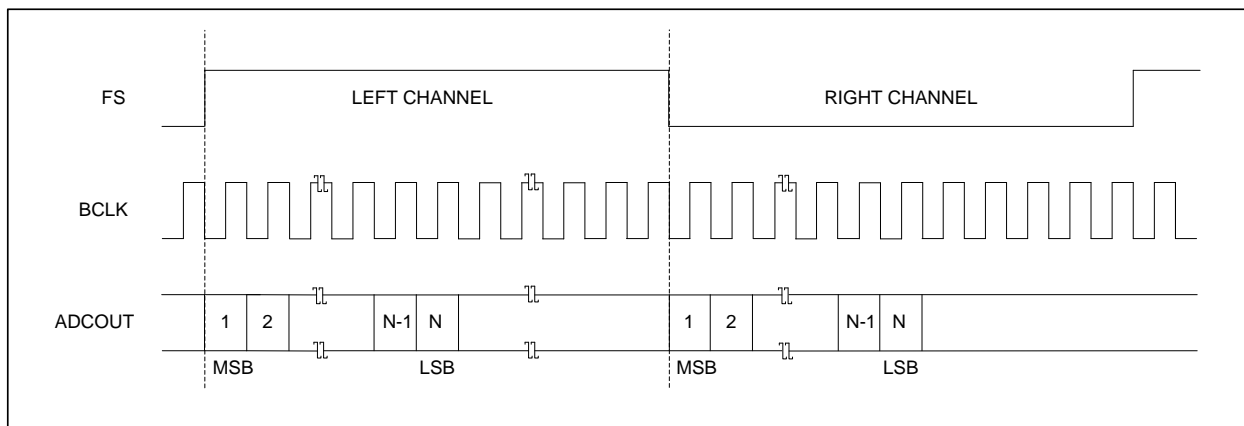 FS
LEFT CHANNEL
RIGHT CHANNEL
BCLK
ADCOUT
1 2 N-1 N 1 2 N-1 N
MSB LSB MSB LSB